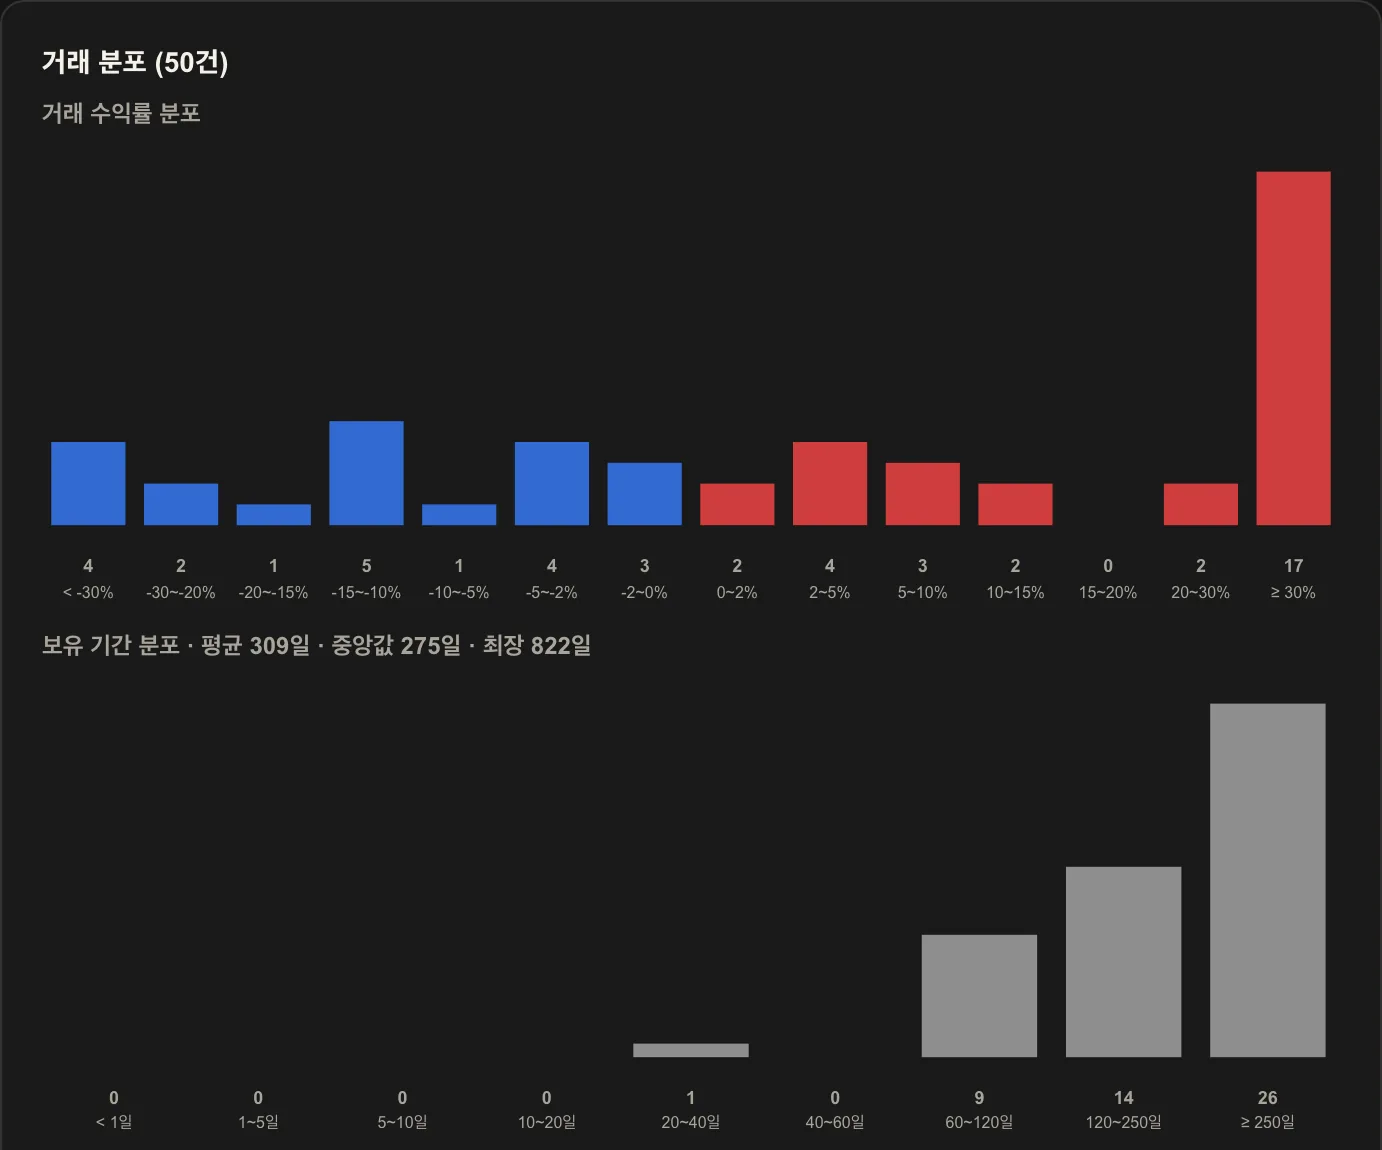 거래 분포 (50건)
거래 수익률 분포
4 2 1 5 1 4 3 2 4 3 2 0 2 17
< -30% -30~-20% -20~-15% -15~-10% -10~-5% -5~-2% -2~0% 0~2% 2~5% 5~10% 10~15% 15~20% 20~30% ≥ 30%
보유 기간 분포 · 평균 309일 · 중앙값 275일 · 최장 822일
0 0 0 0 1 0 9 14 26
< 1일 1~5일 5~10일 10~20일 20~40일 40~60일 60~120일 120~250일 ≥ 250일